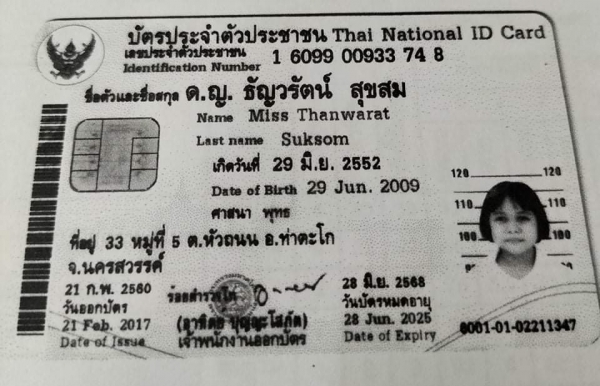 บัตรประจำตัวประชาชน Thai National ID Card
เลขประจำตัวประชาชน
Identification Number 1 6099 00933 74 8
ชื่อตัวและชื่อสกุล ด.ญ. ธัญวรัตน์ สุขสม
Name Miss Thanwarat
Last name Suksom
เกิดวันที่ 29 มิ.ย. 2552
Date of Birth 29 Jun. 2009
ศาสนา พุทธ
ที่อยู่ 33 หมู่ที่ 5 ต.หัวถนน อ.ท่าตะโก
จ.นครสวรรค์
120 120
110 110
100 100
90
21 ก.พ. 2560
วันออกบัตร
21 Feb. 2017
Date of Issue
ร้อยตำรวจโท
เจ้าพนักงานออกบัตร
28 มิ.ย. 2568
วันบัตรหมดอายุ
28 Jun. 2025
Date of Expiry
6001-01-02211347